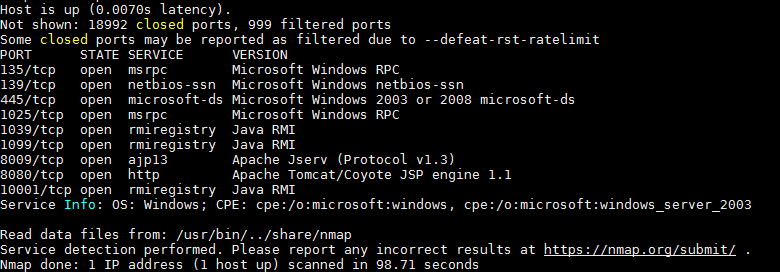 Host is up (0.0070s latency).
Not shown: 18992 closed ports, 999 filtered ports
Some closed ports may be reported as filtered due to --defeat-rst-ratelimit
PORT      STATE SERVICE      VERSION
135/tcp   open  msrpc        Microsoft Windows RPC
139/tcp   open  netbios-ssn  Microsoft Windows netbios-ssn
445/tcp   open  microsoft-ds Microsoft Windows 2003 or 2008 microsoft-ds
1025/tcp  open  msrpc        Microsoft Windows RPC
1039/tcp  open  rmiregistry  Java RMI
1099/tcp  open  rmiregistry  Java RMI
8009/tcp  open  ajp13        Apache Jserv (Protocol v1.3)
8080/tcp  open  http         Apache Tomcat/Coyote JSP engine 1.1
10001/tcp open  rmiregistry  Java RMI
Service Info: OS: Windows; CPE: cpe:/o:microsoft:windows, cpe:/o:microsoft:windows_server_2003
Read data files from: /usr/bin/../share/nmap
Service detection performed. Please report any incorrect results at https://nmap.org/submit/ .
Nmap done: 1 IP address (1 host up) scanned in 98.71 seconds